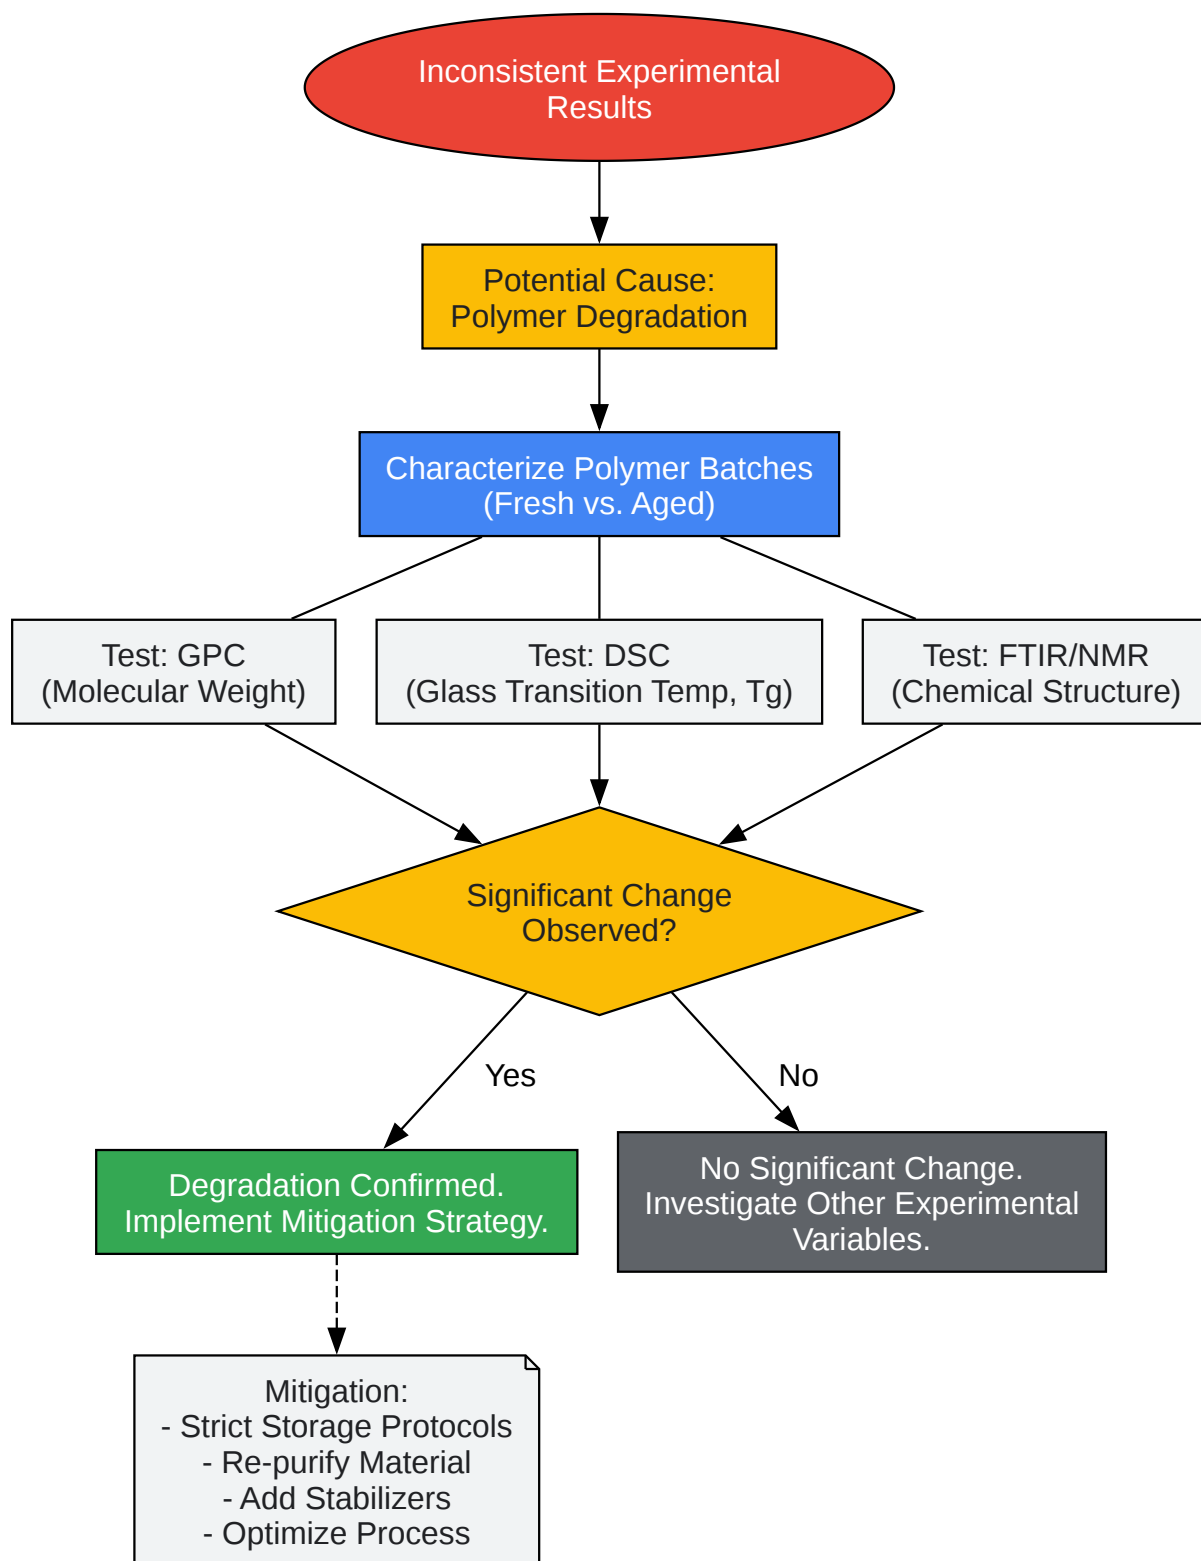 Inconsistent Experimental
Results
Potential Cause:
Polymer Degradation
Characterize Polymer Batches
(Fresh vs. Aged)
Test: GPC
(Molecular Weight)
Test: DSC
(Glass Transition Temp, Tg)
Test: FTIR/NMR
(Chemical Structure)
Significant Change
Observed?
Yes
No
Degradation Confirmed.
Implement Mitigation Strategy.
No Significant Change.
Investigate Other Experimental
Variables.
Mitigation:
- Strict Storage Protocols
- Re-purify Material
- Add Stabilizers
- Optimize Process